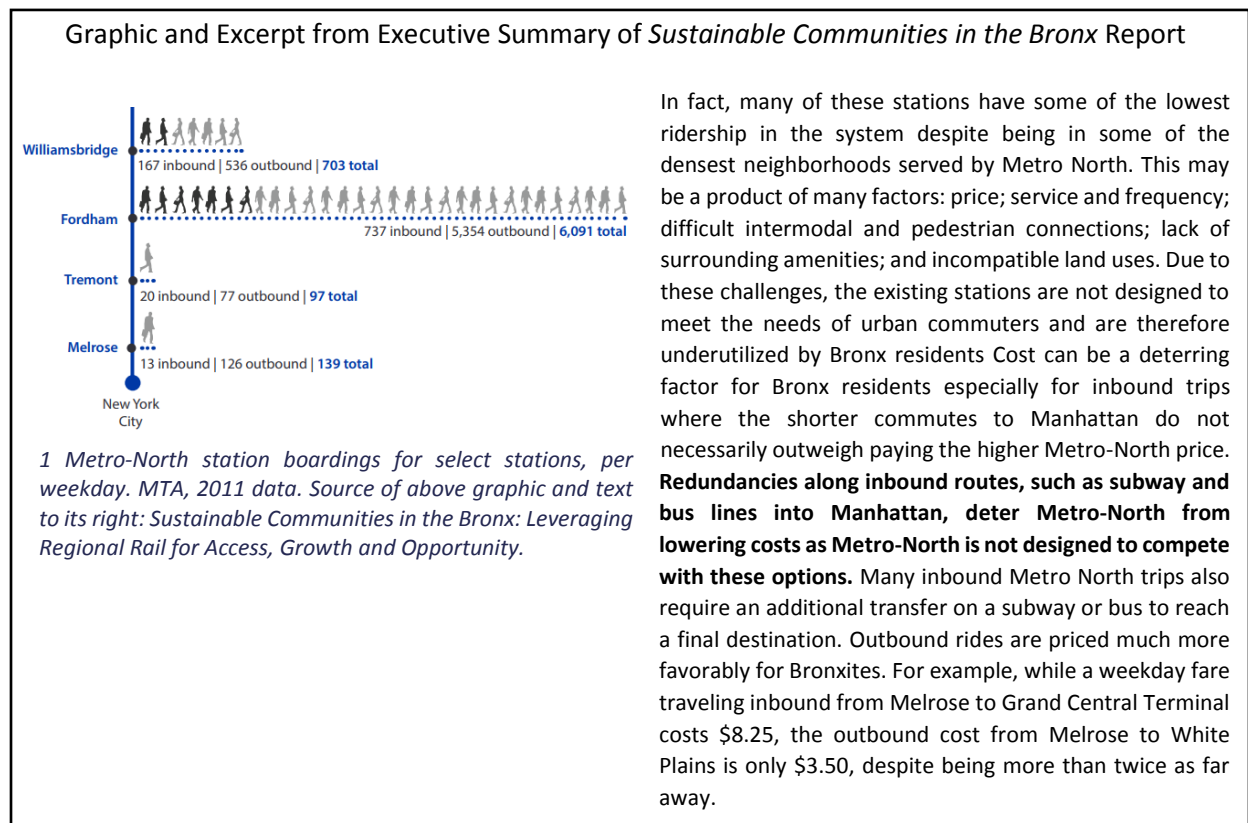 Graphic and Excerpt from Executive Summary of Sustainable Communities in the Bronx Report
Williamsbridge
167 inbound | 536 outbound | 703 total
Fordham
737 inbound | 5,354 outbound | 6,091 total
Tremont
20 inbound | 77 outbound | 97 total
Melrose
13 inbound | 126 outbound | 139 total
New York
City
1 Metro-North station boardings for select stations, per
weekday. MTA, 2011 data. Source of above graphic and text
to its right: Sustainable Communities in the Bronx: Leveraging
Regional Rail for Access, Growth and Opportunity.
In fact, many of these stations have some of the lowest
ridership in the system despite being in some of the
densest neighborhoods served by Metro North. This may
be a product of many factors: price; service and frequency;
difficult intermodal and pedestrian connections; lack of
surrounding amenities; and incompatible land uses. Due to
these challenges, the existing stations are not designed to
meet the needs of urban commuters and are therefore
underutilized by Bronx residents Cost can be a deterring
factor for Bronx residents especially for inbound trips
where the shorter commutes to Manhattan do not
necessarily outweigh paying the higher Metro-North price.
Redundancies along inbound routes, such as subway and
bus lines into Manhattan, deter Metro-North from
lowering costs as Metro-North is not designed to compete
with these options. Many inbound Metro North trips also
require an additional transfer on a subway or bus to reach
a final destination. Outbound rides are priced much more
favorably for Bronxites. For example, while a weekday fare
traveling inbound from Melrose to Grand Central Terminal
costs $8.25, the outbound cost from Melrose to White
Plains is only $3.50, despite being more than twice as far
away.